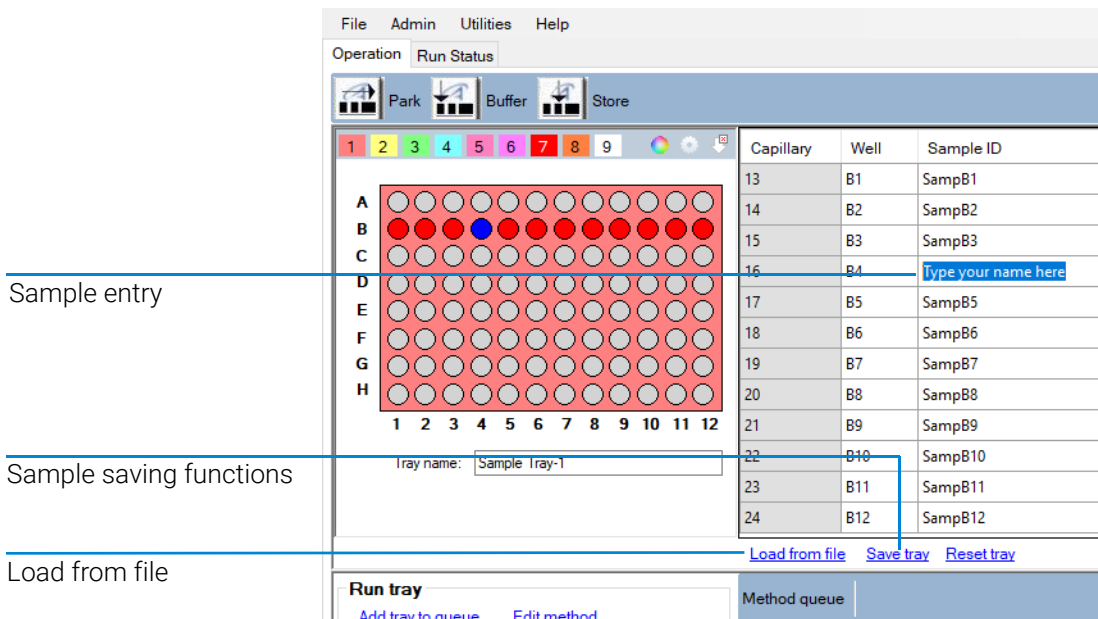 File Admin Utilities Help
Operation Run Status
Park Buffer Store
1 2 3 4 5 6 7 8 9
Capillary Well Sample ID
13 B1 SampB1
14 B2 SampB2
15 B3 SampB3
16 B4 Type your name here
17 B5 SampB5
18 B6 SampB6
19 B7 SampB7
20 B8 SampB8
21 B9 SampB9
22 B10 SampB10
23 B11 SampB11
24 B12 SampB12
A
B
C
D
E
F
G
H
1 2 3 4 5 6 7 8 9 10 11 12
Tray name: Sample Tray-1
Sample entry
Sample saving functions
Load from file
Load from file Save tray Reset tray
Run tray
Add tray to queue Edit method
Method queue